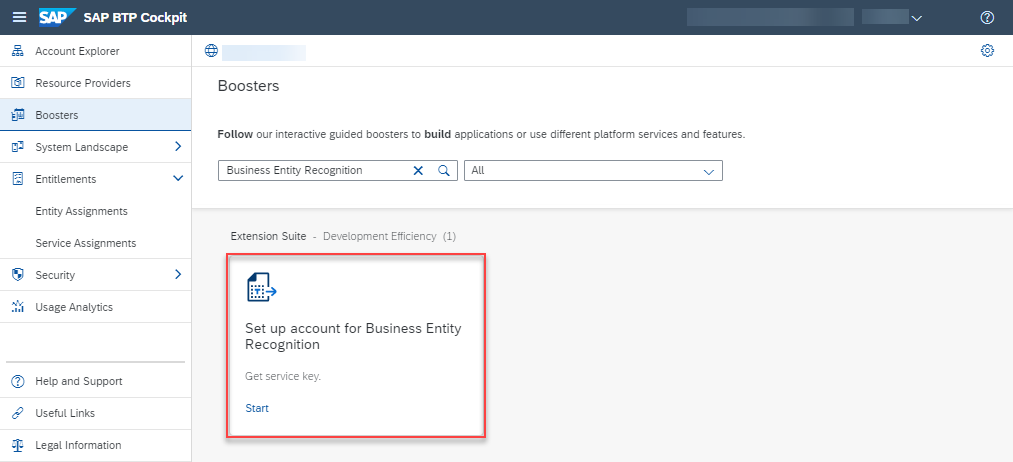 SAP SAP BTP Cockpit
Account Explorer
Resource Providers
Boosters
System Landscape
Entitlements
Entity Assignments
Service Assignments
Security
Usage Analytics
Help and Support
Useful Links
Legal Information
Boosters
Follow our interactive guided boosters to build applications or use different platform services and features.
Business Entity Recognition
All
Extension Suite - Development Efficiency (1)
Set up account for Business Entity
Recognition
Get service key.
Start